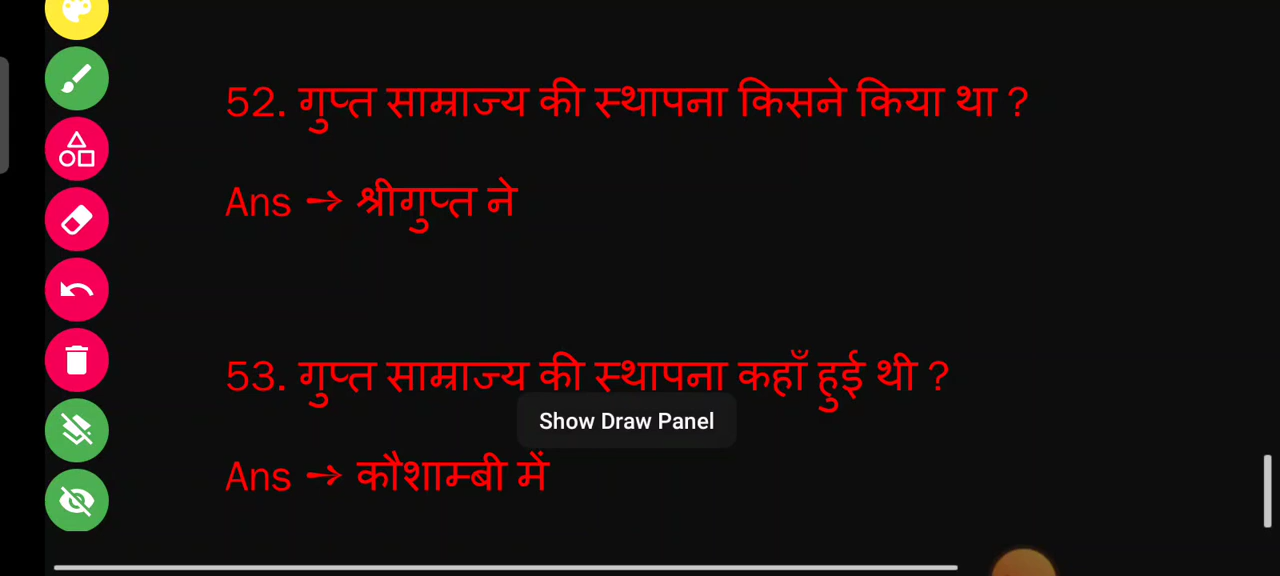 52. गुप्त साम्राज्य की स्थापना किसने किया था ?
Ans → श्रीगुप्त ने
53. गुप्त साम्राज्य की स्थापना कहाँ हुई थी ?
Show Draw Panel
Ans → कौशाम्बी में